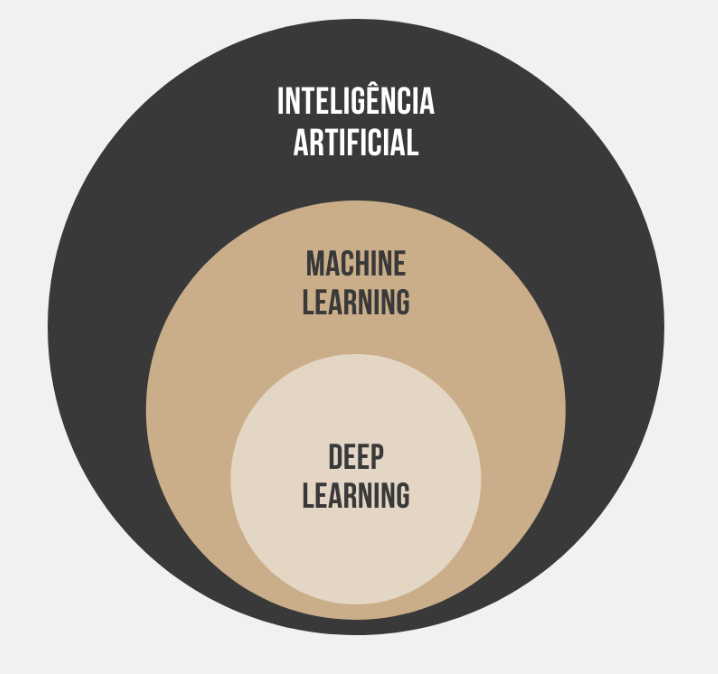 INTELIGÊNCIA
ARTIFICIAL
MACHINE
LEARNING
DEEP
LEARNING